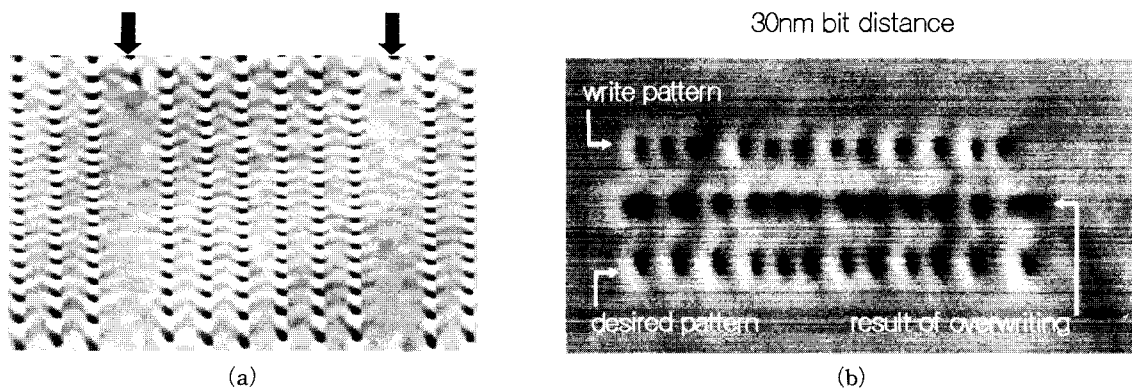 30nm bit distance
write pattern
desired pattern
result of overwriting
(a)
(b)